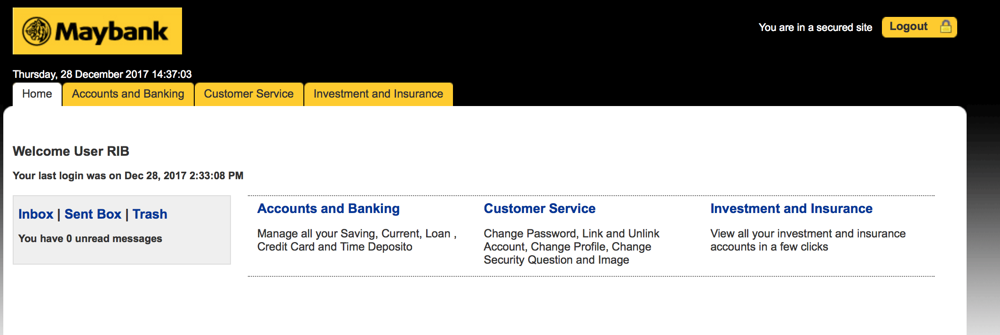 Maybank
You are in a secured site
Logout
Thursday, 28 December 2017 14:37:03
Home
Accounts and Banking
Customer Service
Investment and Insurance
Welcome User RIB
Your last login was on Dec 28, 2017 2:33:08 PM
Inbox | Sent Box | Trash
You have 0 unread messages
Accounts and Banking
Manage all your Saving, Current, Loan ,
Credit Card and Time Deposito
Customer Service
Change Password, Link and Unlink
Account, Change Profile, Change
Security Question and Image
Investment and Insurance
View all your investment and insurance
accounts in a few clicks